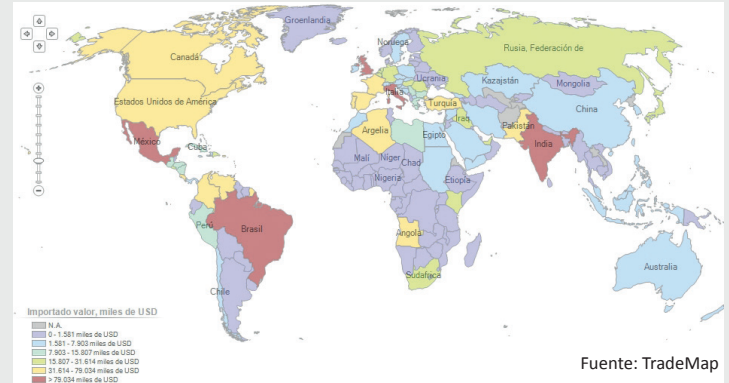 Groenlandia
Noruega
Canadá
Rusia, Federación de
Ucrania
Kazajstán
Mongolia
Italia
Estados Unidos de América
Turquía
China
Iraq
Argelia
Egipto
Pakistán
México
Cuba
India
Malí
Níger
Chad
Nigeria
Etiopía
Perú
Brasil
Angola
Sudáfrica
Chile
Australia
Importado valor, miles de USD
N.A.
0 - 1.581 miles de USD
1.581 - 7.903 miles de USD
7.903 - 15.807 miles de USD
15.807 - 31.614 miles de USD
31.614 - 79.034 miles de USD
> 79.034 miles de USD
Fuente: TradeMap